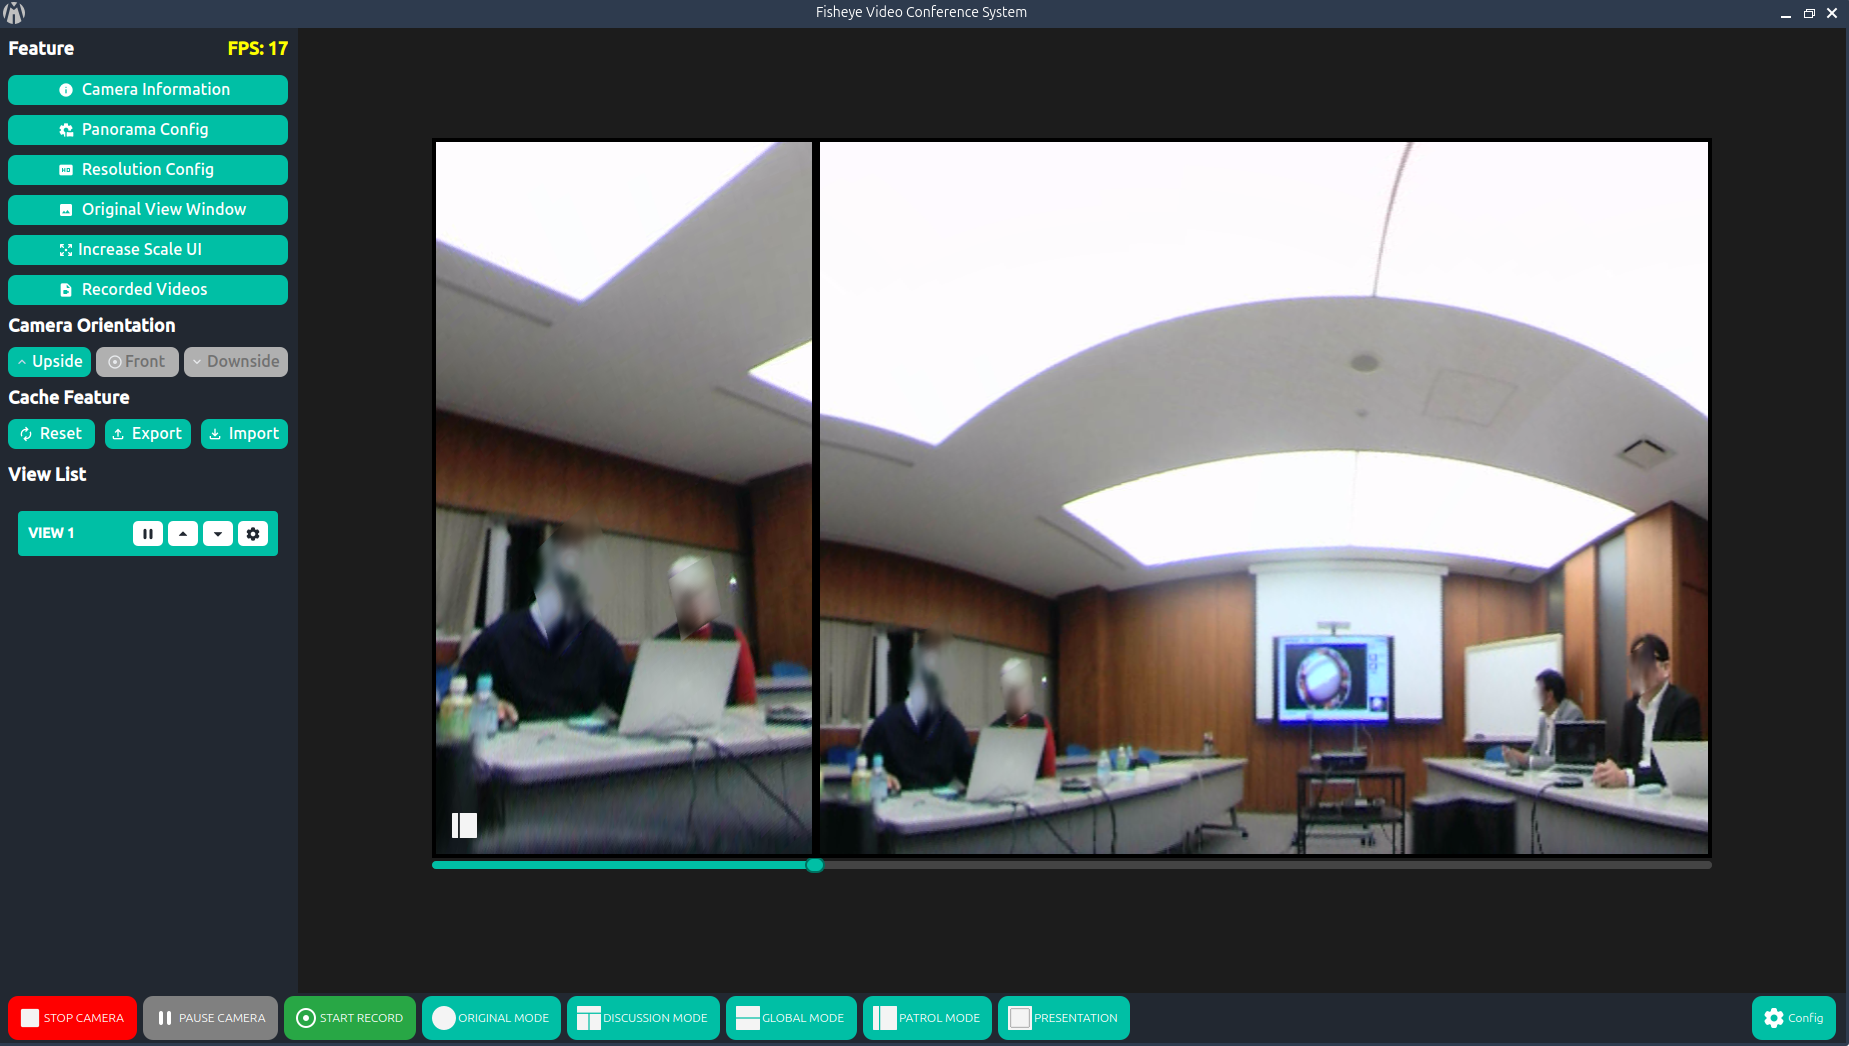 Fisheye Video Conference System
Feature
FPS: 17
Camera Information
Panorama Config
HD Resolution Config
Original View Window
Increase Scale UI
Recorded Videos
Camera Orientation
Upside Front Downside
Cache Feature
Reset Export Import
View List
VIEW 1
STOP CAMERA PAUSE CAMERA START RECORD ORIGINAL MODE DISCUSSION MODE GLOBAL MODE PATROL MODE PRESENTATION Config